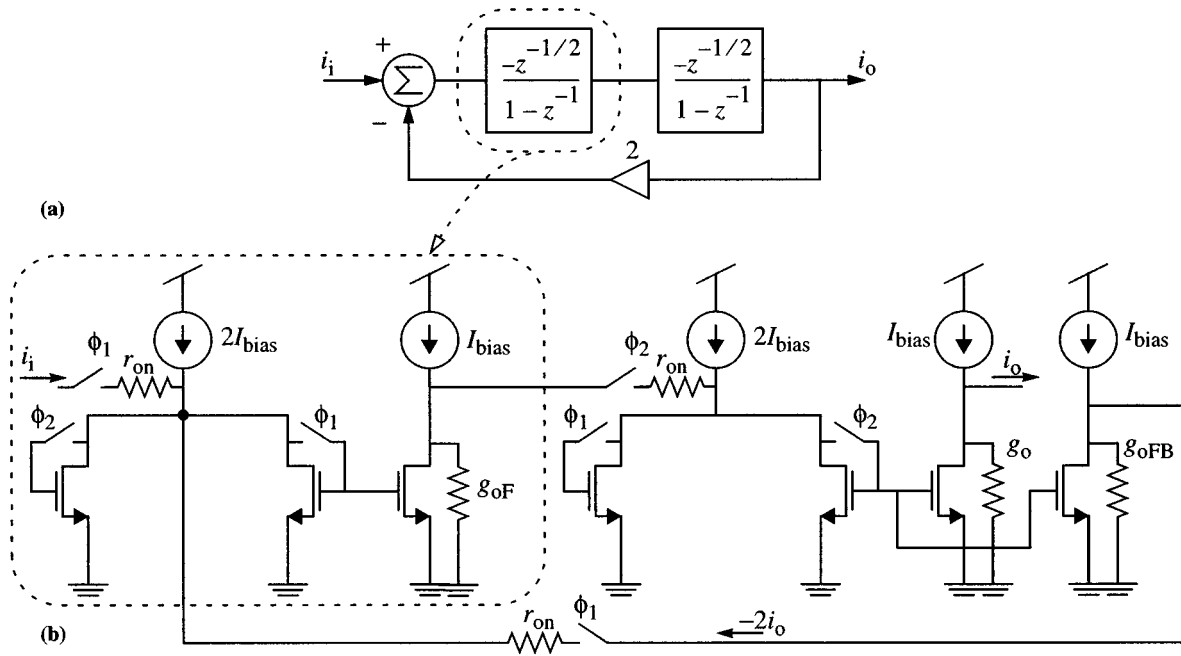 +
i_i
Σ
−
-z^{-1/2}
1 - z^{-1}
-z^{-1/2}
1 - z^{-1}
i_o
2
(a)
i_i
ϕ_1
r_on
2I_bias
I_bias
ϕ_2
r_on
2I_bias
I_bias
i_o
I_bias
ϕ_2
ϕ_1
g_oF
ϕ_1
ϕ_2
g_o
g_oFB
(b)
r_on
ϕ_1
−2i_o